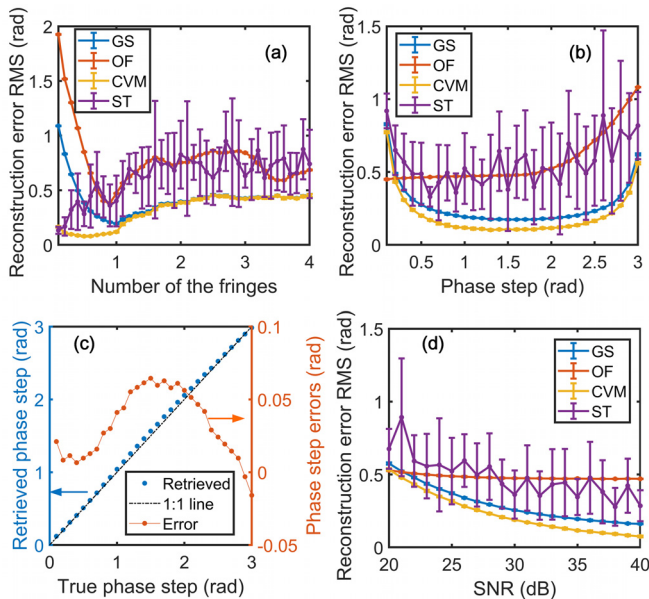 Reconstruction error RMS (rad)
2
1.5
1
0.5
0
1
2
3
4
Number of the fringes
GS
OF
CVM
ST
(a)
Reconstruction error RMS (rad)
1.5
1
0.5
0
0.5
1
1.5
2
2.5
3
Phase step (rad)
GS
OF
CVM
ST
(b)
Retrieved phase step (rad)
3
2
1
0
0
1
2
3
True phase step (rad)
(c)
Retrieved
1:1 line
Error
0.1
0.05
0
-0.05
Phase step errors (rad)
Reconstruction error RMS (rad)
1.5
1
0.5
0
20
25
30
35
40
SNR (dB)
(d)
GS
OF
CVM
ST